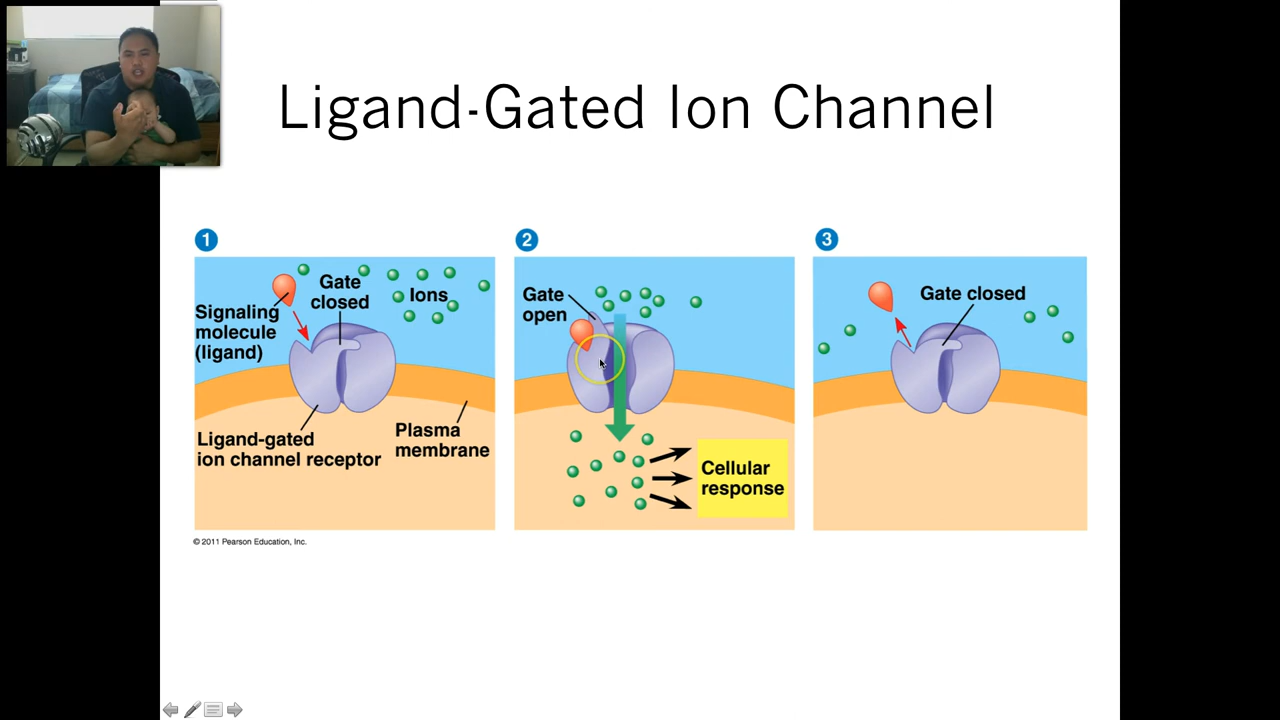 Ligand-Gated Ion Channel
1
Signaling
molecule
(ligand)
Gate
closed
Ions
Ligand-gated
ion channel receptor
Plasma
membrane
2
Gate
open
Cellular
response
3
Gate closed
© 2011 Pearson Education, Inc.